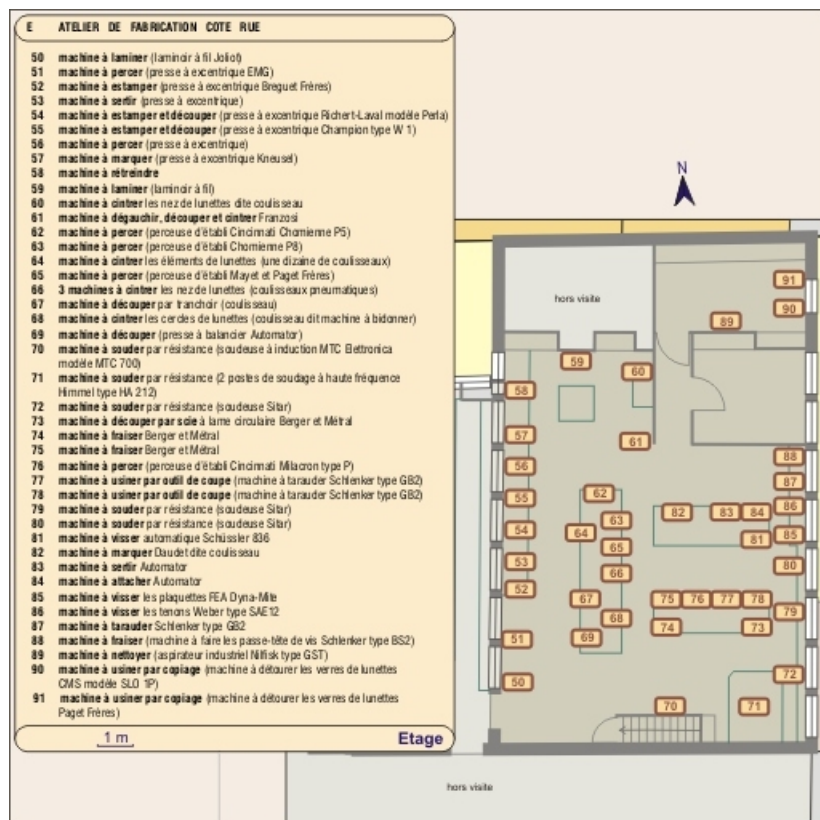 E ATELIER DE FABRICATION COTE RUE
50 machine à laminer (laminoir à fil Joliot)
51 machine à percer (presse à excentrique EMG)
52 machine à estamper (presse à excentrique Breguet Frères)
53 machine à sertir (presse à excentrique)
54 machine à estamper et découper (presse à excentrique Richert-Laval modèle Perla)
55 machine à estamper et découper (presse à excentrique Champion type W 1)
56 machine à percer (presse à excentrique)
57 machine à marquer (presse à excentrique Kneusel)
58 machine à rétreindre
59 machine à laminer (laminoir à fil)
60 machine à cintrer les nez de lunettes dite coulisseau
61 machine à dégauchir, découper et cintrer Franzosi
62 machine à percer (perceuse d'établi Cincinnati Chomienne P5)
63 machine à percer (perceuse d'établi Chomienne P8)
64 machine à cintrer les éléments de lunettes (une dizaine de coulisseaux)
65 machine à percer (perceuse d'établi Mayet et Paget Frères)
66 3 machines à cintrer les nez de lunettes (coulisseaux pneumatiques)
67 machine à découper par tranchoir (coulisseau)
68 machine à cintrer les cercles de lunettes (coulisseau dit machine à bidonner)
69 machine à découper (presse à balancier Automator)
70 machine à souder par résistance (soudeuse à induction MTC Elettronica
modèle MTC 700)
71 machine à souder par résistance (2 postes de soudage à haute fréquence
Himmel type HA 212)
72 machine à souder par résistance (soudeuse Sitar)
73 machine à découper par scie à lame circulaire Berger et Métral
74 machine à fraiser Berger et Métral
75 machine à fraiser Berger et Métral
76 machine à percer (perceuse d'établi Cincinnati Milacron type P)
77 machine à usiner par outil de coupe (machine à tarauder Schlenker type GB2)
78 machine à usiner par outil de coupe (machine à tarauder Schlenker type GB2)
79 machine à souder par résistance (soudeuse Sitar)
80 machine à souder par résistance (soudeuse Sitar)
81 machine à visser automatique Schüssler 836
82 machine à marquer Daudet dite coulisseau
83 machine à sertir Automator
84 machine à attacher Automator
85 machine à visser les plaquettes FEA Dyna-Mite
86 machine à visser les tenons Weber type SAE12
87 machine à tarauder Schlenker type GB2
88 machine à fraiser (machine à faire les passe-tête de vis Schlenker type BS2)
89 machine à nettoyer (aspirateur industriel Nilfisk type GST)
90 machine à usiner par copiage (machine à détourer les verres de lunettes
CMS modèle SLO 1P)
91 machine à usiner par copiage (machine à détourer les verres de lunettes
Paget Frères)
1 m Etage
N
hors visite
91
90
89
59
60
58
57
61
56
88
87
62
55
86
82 83 84
63
54
64
85
81
65
53
66
80
52
67
75 76 77 78
79
68
74 73
51
69
72
50
70 71
hors visite